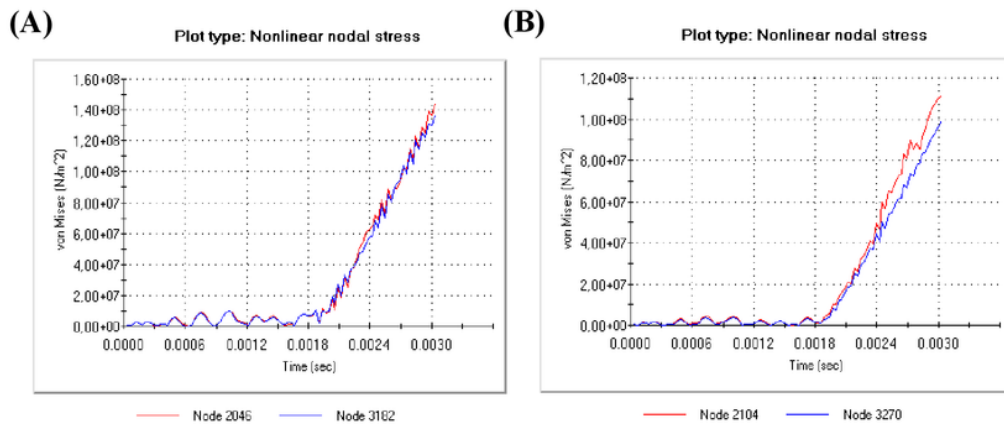 (A)
Plot type: Nonlinear nodal stress
von Mises (N/m^2)
1,60+08
1,40+08
1,20+08
1,00+08
8,00+07
6,00+07
4,00+07
2,00+07
0,00+00
0.0000 0.0006 0.0012 0.0018 0.0024 0.0030
Time (sec)
Node 2046 Node 3182
(B)
Plot type: Nonlinear nodal stress
von Mises (N/m^2)
1,20+08
1,00+08
8,00+07
6,00+07
4,00+07
2,00+07
0,00+00
0.0000 0.0006 0.0012 0.0018 0.0024 0.0030
Time (sec)
Node 2104 Node 3270